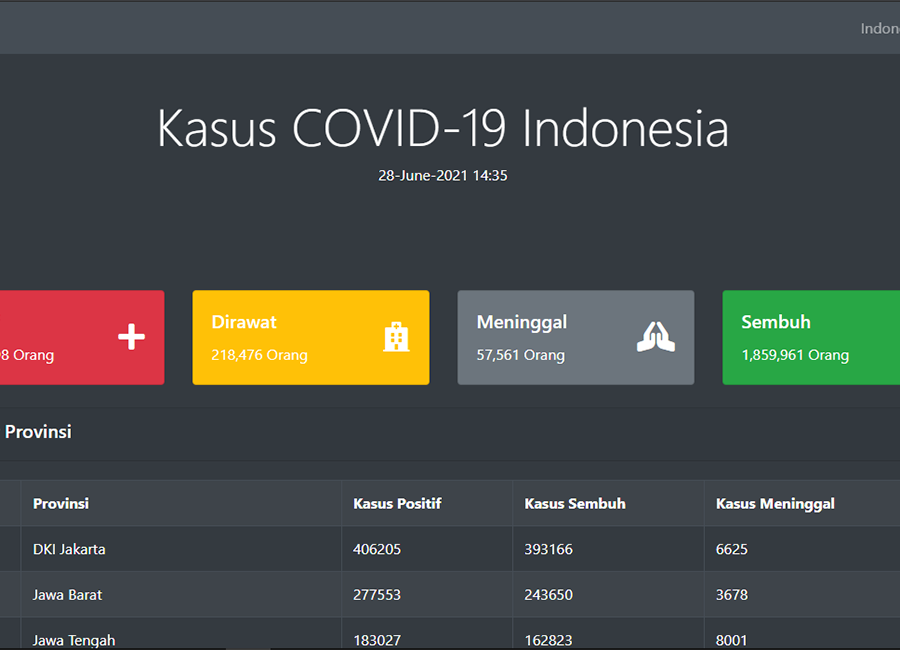 Indon
Kasus COVID-19 Indonesia
28-June-2021 14:35
8 Orang
Dirawat
218,476 Orang
Meninggal
57,561 Orang
Sembuh
1,859,961 Orang
Provinsi
Provinsi Kasus Positif Kasus Sembuh Kasus Meninggal
DKI Jakarta 406205 393166 6625
Jawa Barat 277553 243650 3678
Jawa Tengah 183027 162823 8001